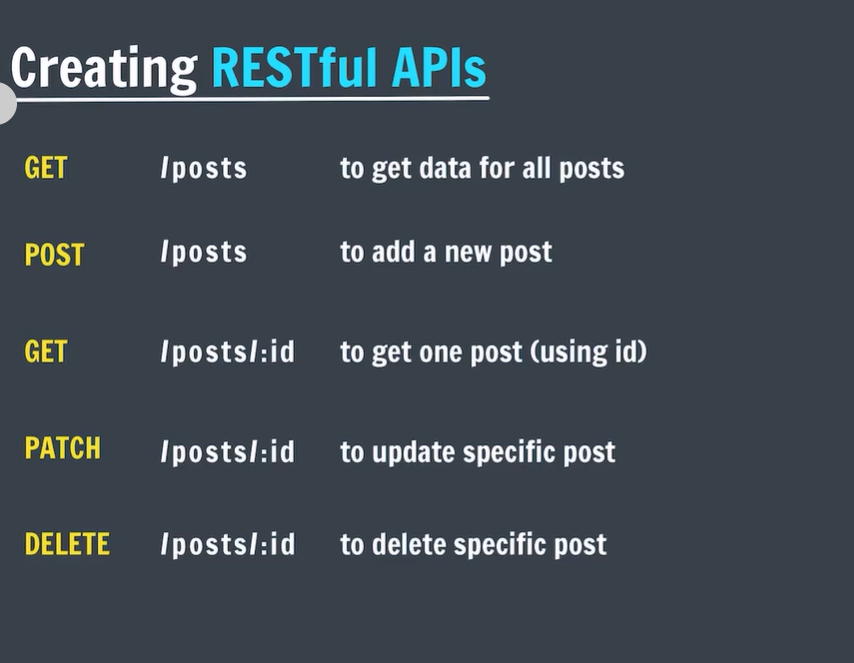 Creating RESTful APIs
GET /posts to get data for all posts
POST /posts to add a new post
GET /posts/:id to get one post (using id)
PATCH /posts/:id to update specific post
DELETE /posts/:id to delete specific post